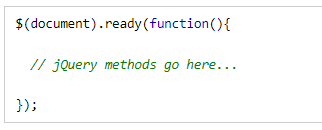 $(document).ready(function(){
// jQuery methods go here...
});